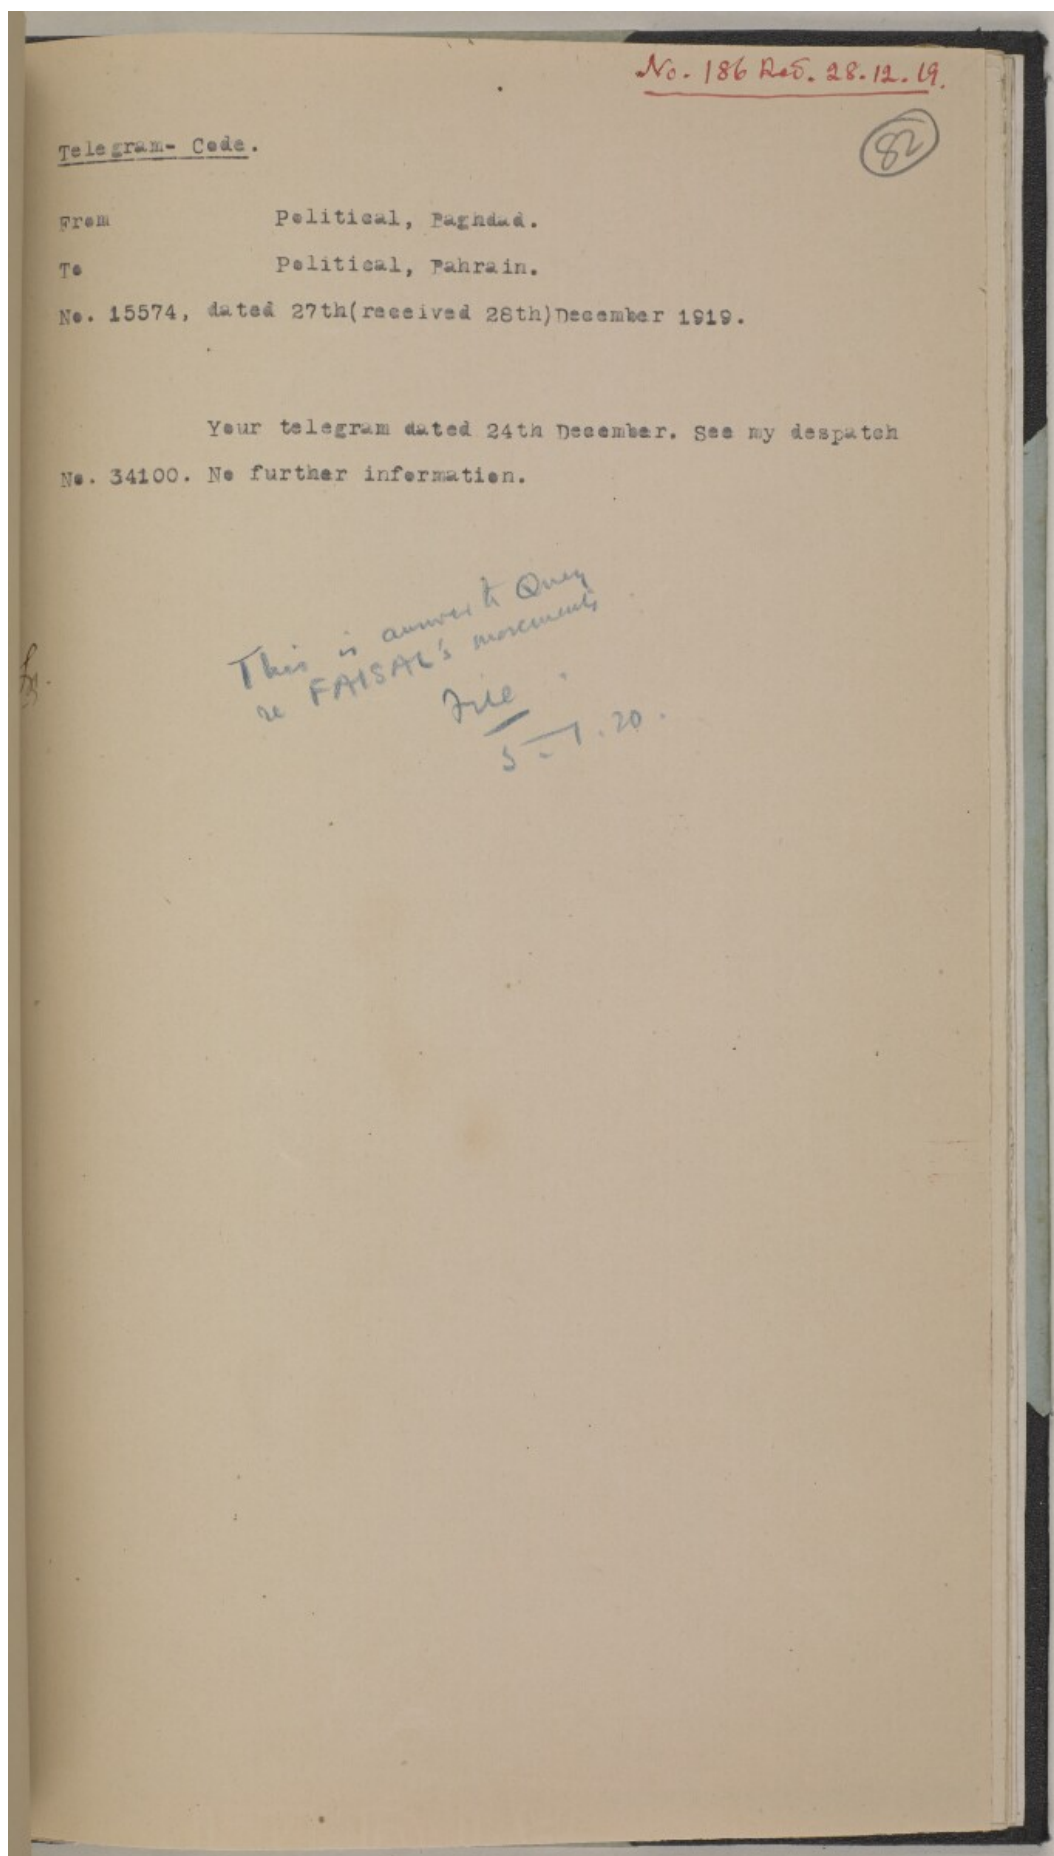 No. 186 Red. 28.12.19.
82
Telegram- Code.
From Political, Baghdad.
To Political, Bahrain.
No. 15574, dated 27th(received 28th)December 1919.
Your telegram dated 24th December. See my despatch
No. 34100. No further information.
This is answer to Query
re FAISAL's movements
File
5-1.20.